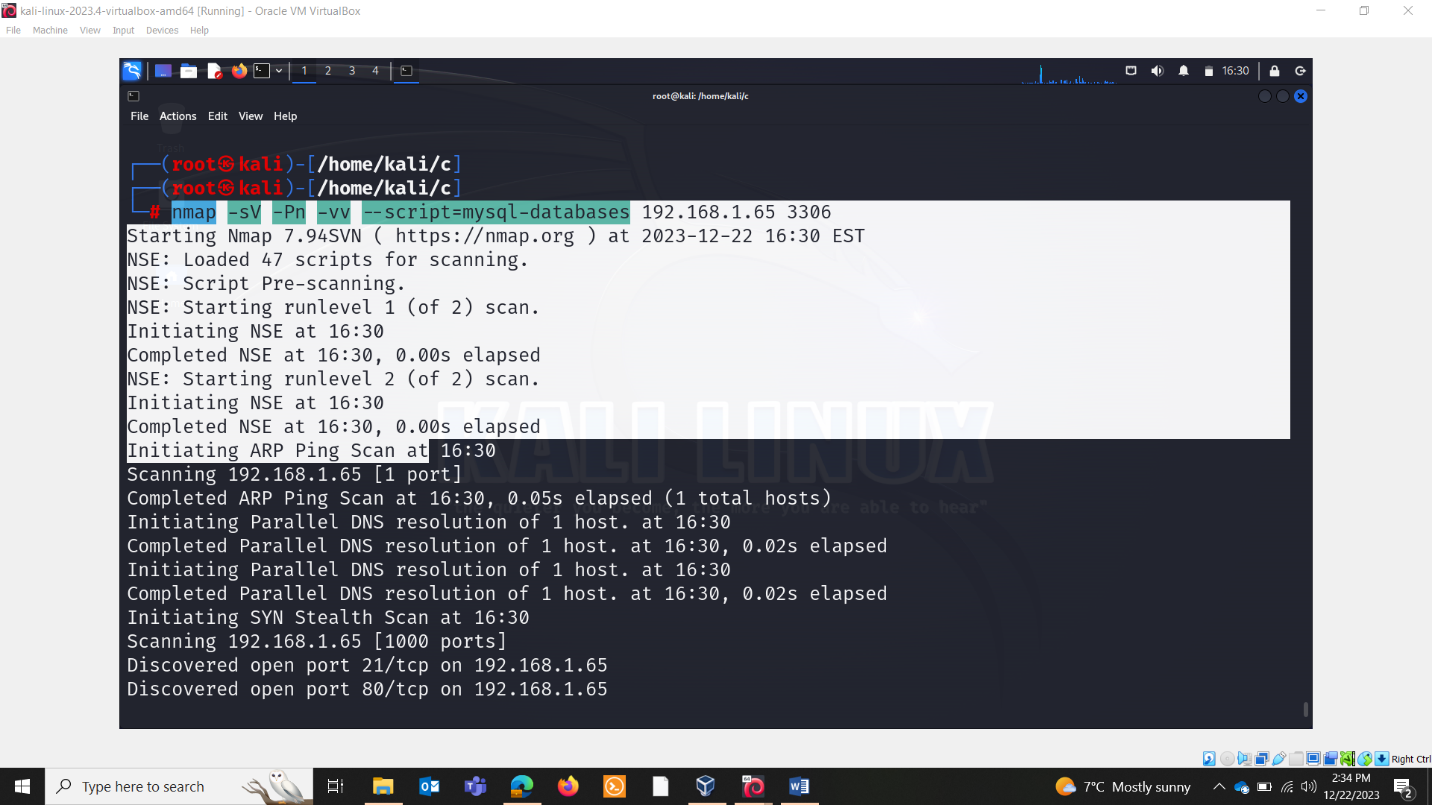 kali-linux-2023.4-virtualbox-amd64 [Running] - Oracle VM VirtualBox
File Machine View Input Devices Help
1 2 3 4 16:30
root@kali: /home/kali/c
File Actions Edit View Help
┌──(root㉿kali)-[/home/kali/c]
┌──(root㉿kali)-[/home/kali/c]
└─# nmap -sV -Pn -vv --script=mysql-databases 192.168.1.65 3306
Starting Nmap 7.94SVN ( https://nmap.org ) at 2023-12-22 16:30 EST
NSE: Loaded 47 scripts for scanning.
NSE: Script Pre-scanning.
NSE: Starting runlevel 1 (of 2) scan.
Initiating NSE at 16:30
Completed NSE at 16:30, 0.00s elapsed
NSE: Starting runlevel 2 (of 2) scan.
Initiating NSE at 16:30
Completed NSE at 16:30, 0.00s elapsed
Initiating ARP Ping Scan at 16:30
Scanning 192.168.1.65 [1 port]
Completed ARP Ping Scan at 16:30, 0.05s elapsed (1 total hosts)
Initiating Parallel DNS resolution of 1 host. at 16:30
Completed Parallel DNS resolution of 1 host. at 16:30, 0.02s elapsed
Initiating Parallel DNS resolution of 1 host. at 16:30
Completed Parallel DNS resolution of 1 host. at 16:30, 0.02s elapsed
Initiating SYN Stealth Scan at 16:30
Scanning 192.168.1.65 [1000 ports]
Discovered open port 21/tcp on 192.168.1.65
Discovered open port 80/tcp on 192.168.1.65
KALI LINUX
Right Ctrl
Type here to search
7°C Mostly sunny
2:34 PM
12/22/2023
2